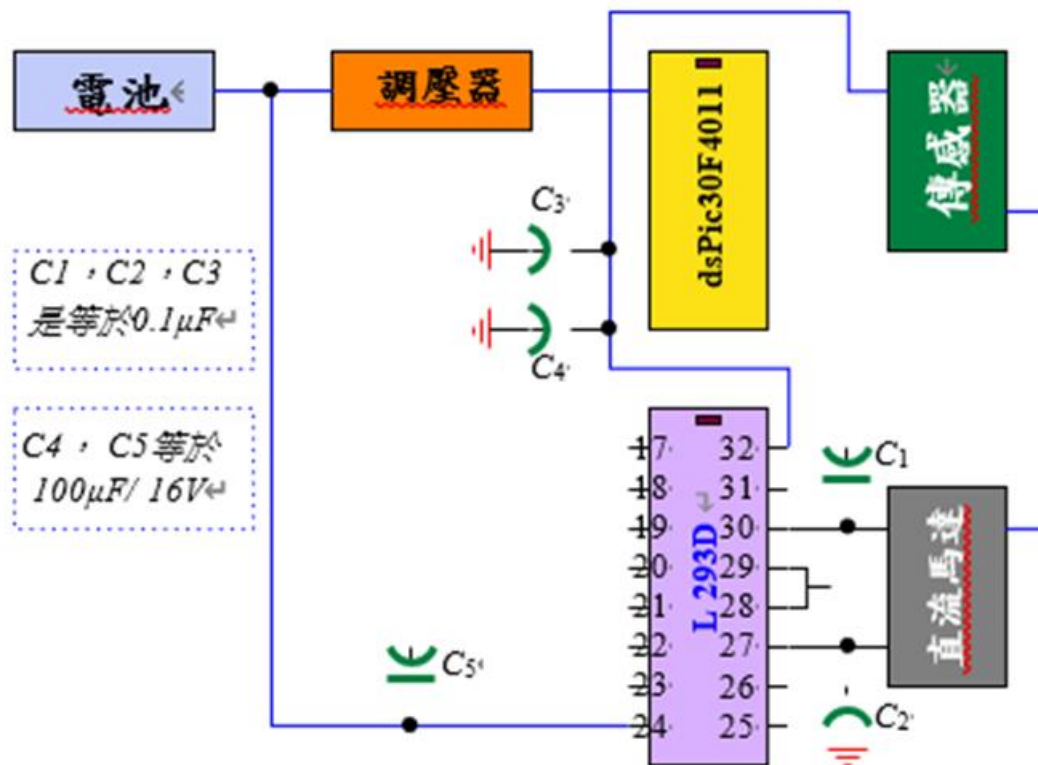 電池
調壓器
dsPic30F4011
傳感器
C3
C1，C2，C3
是等於0.1μF
C4
C4， C5等於
100μF/ 16V
17 32
18 31
19 30
20 29
21 28
22 27
23 26
24 25
L 293D
C1
直流馬達
C5
C2